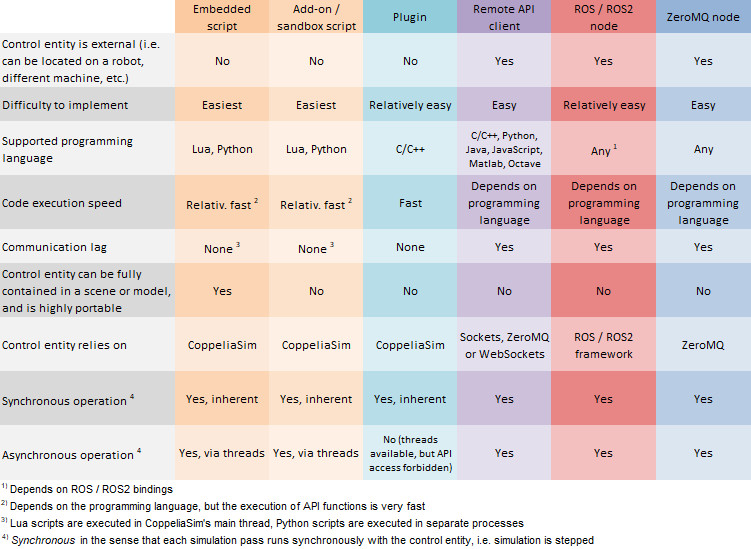 Embedded script Add-on / sandbox script Plugin Remote API client ROS / ROS2 node ZeroMQ node
Control entity is external (i.e. can be located on a robot, different machine, etc.) No No No Yes Yes Yes
Difficulty to implement Easiest Easiest Relatively easy Easy Relatively easy Easy
Supported programming language Lua, Python Lua, Python C/C++ C/C++, Python, Java, JavaScript, Matlab, Octave Any 1 Any
Code execution speed Relativ. fast 2 Relativ. fast 2 Fast Depends on programming language Depends on programming language Depends on programming language
Communication lag None 3 None 3 None Yes Yes Yes
Control entity can be fully contained in a scene or model, and is highly portable Yes No No No No No
Control entity relies on CoppeliaSim CoppeliaSim CoppeliaSim Sockets, ZeroMQ or WebSockets ROS / ROS2 framework ZeroMQ
Synchronous operation 4 Yes, inherent Yes, inherent Yes, inherent Yes Yes Yes
Asynchronous operation 4 Yes, via threads Yes, via threads No (threads available, but API access forbidden) Yes Yes Yes
1) Depends on ROS / ROS2 bindings
2) Depends on the programming language, but the execution of API functions is very fast
3) Lua scripts are executed in CoppeliaSim's main thread, Python scripts are executed in separate processes
4) Synchronous in the sense that each simulation pass runs synchronously with the control entity, i.e. simulation is stepped